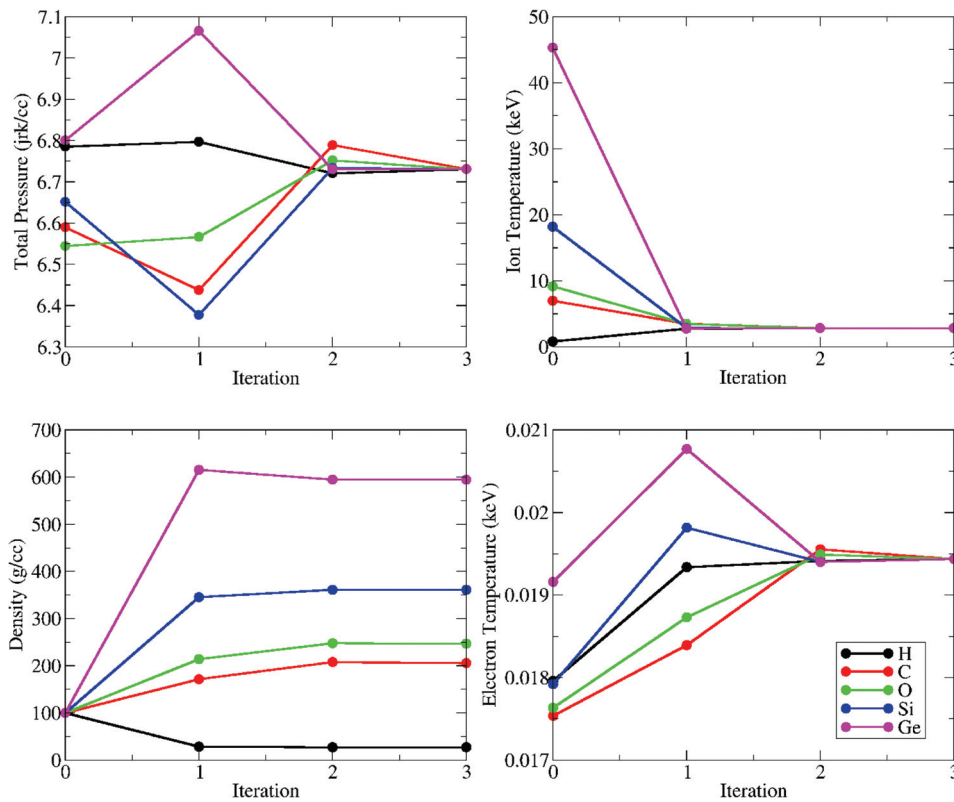 7.1
7
6.9
6.8
6.7
6.6
6.5
6.4
6.3
Total Pressure (jrk/cc)
0 1 2 3
Iteration
50
40
30
20
10
0
Ion Temperature (keV)
0 1 2 3
Iteration
700
600
500
400
300
200
100
0
Density (g/cc)
0 1 2 3
Iteration
0.021
0.02
0.019
0.018
0.017
Electron Temperature (keV)
0 1 2 3
Iteration
H
C
O
Si
Ge